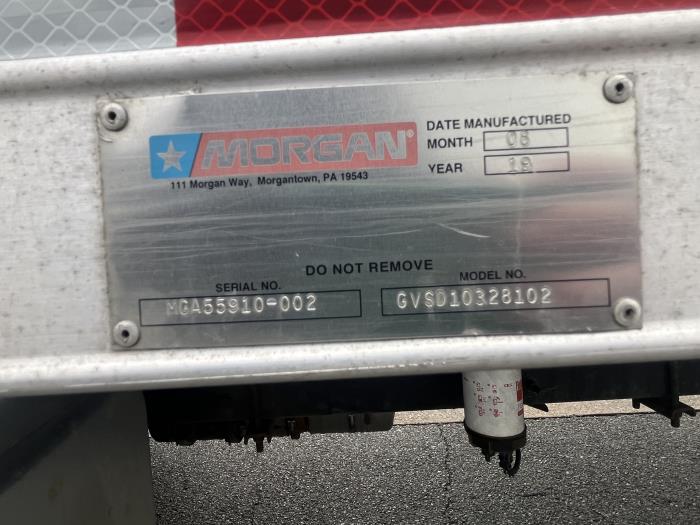 MORGAN®
111 Morgan Way, Morgantown, PA 19543
DATE MANUFACTURED
MONTH 08
YEAR 19
DO NOT REMOVE
SERIAL NO.
MGA55910-002
MODEL NO.
GVSD10328102